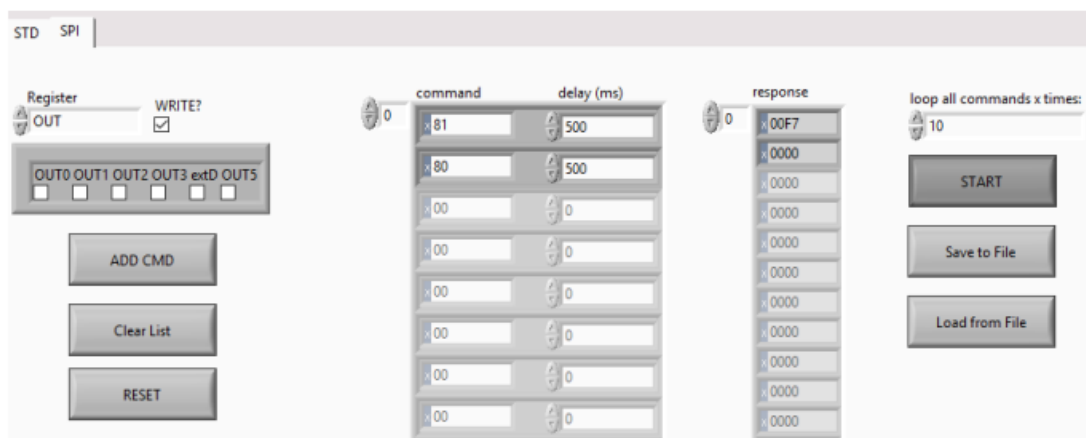 STD SPI
Register
WRITE?
OUT
OUT0 OUT1 OUT2 OUT3 extD OUT5
ADD CMD
Clear List
RESET
command delay (ms)
0
x 81 500
x 80 500
x 00 0
x 00 0
x 00 0
x 00 0
x 00 0
x 00 0
response
0
x 00F7
x 0000
x 0000
x 0000
x 0000
x 0000
x 0000
x 0000
x 0000
x 0000
x 0000
loop all commands x times:
10
START
Save to File
Load from File